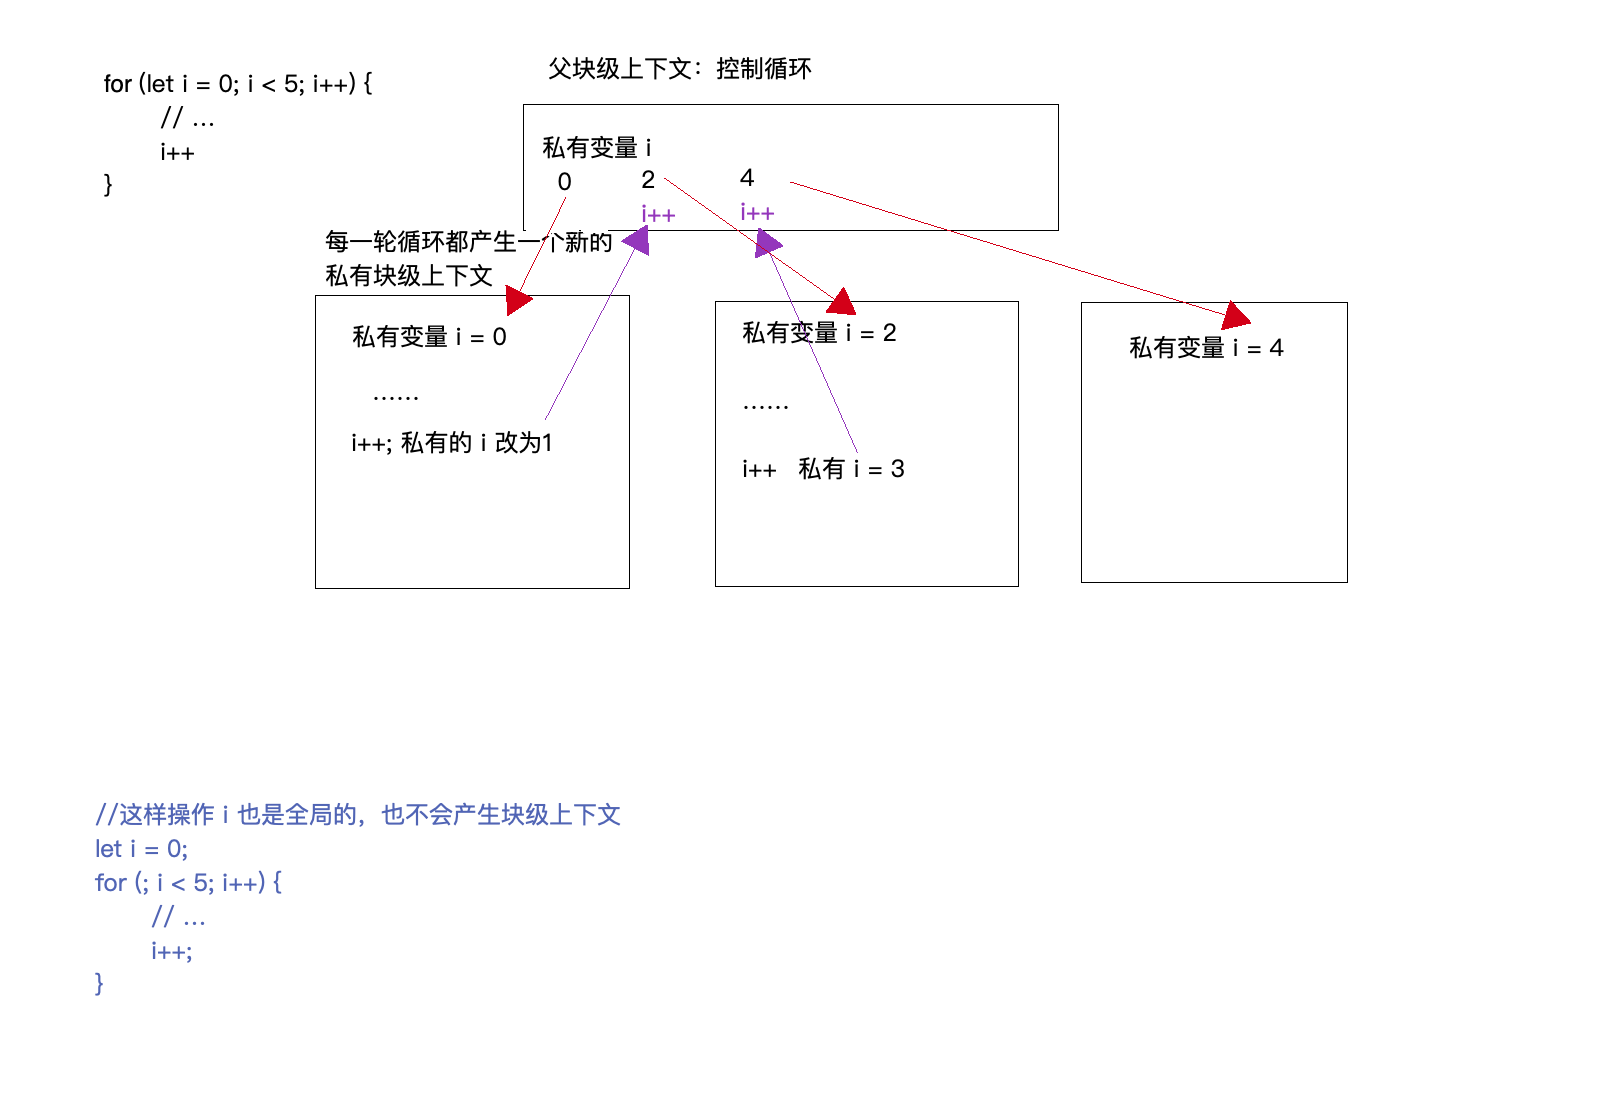 for (let i = 0; i < 5; i++) {
// ...
i++
}
父块级上下文：控制循环
私有变量 i
0 2 4
i++ i++
每一轮循环都产生一个新的
私有块级上下文
私有变量 i = 0
······
i++; 私有的 i 改为1
私有变量 i = 2
······
i++ 私有 i = 3
私有变量 i = 4
//这样操作 i 也是全局的，也不会产生块级上下文
let i = 0;
for (; i < 5; i++) {
// ...
i++;
}